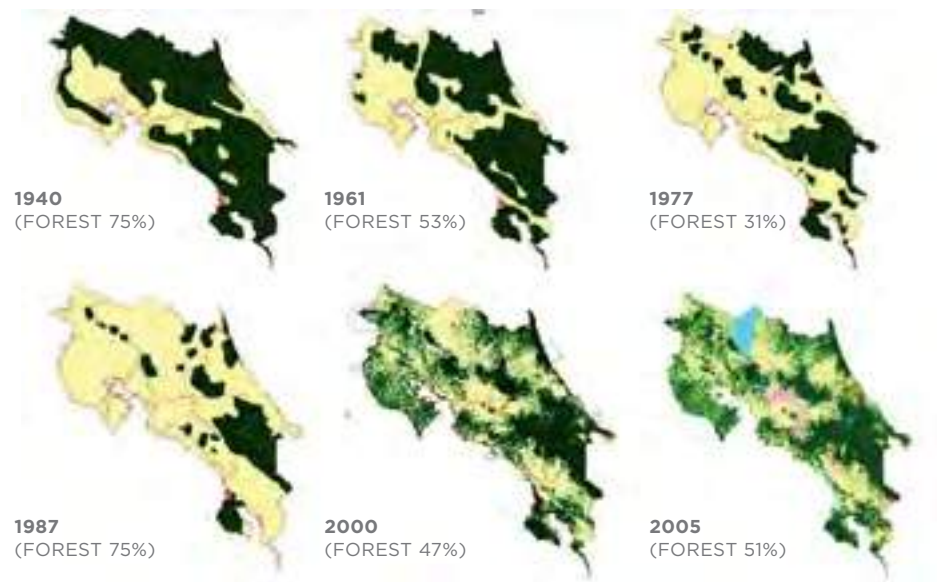 1940
(FOREST 75%)
1961
(FOREST 53%)
1977
(FOREST 31%)
1987
(FOREST 75%)
2000
(FOREST 47%)
2005
(FOREST 51%)